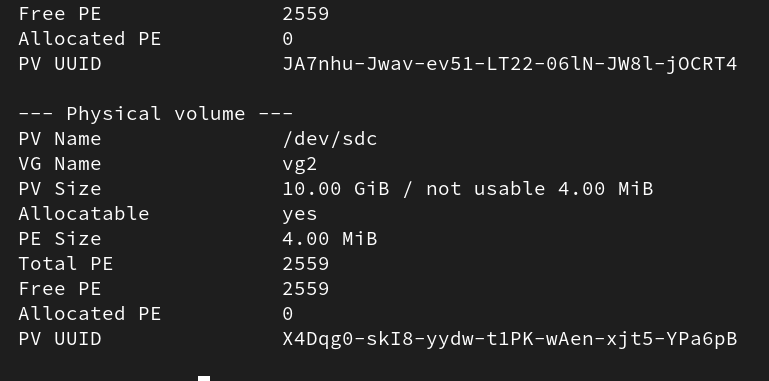 Free PE 2559
Allocated PE 0
PV UUID JA7nhu-Jwav-ev51-LT22-06lN-JW8l-jOCRT4
--- Physical volume ---
PV Name /dev/sdc
VG Name vg2
PV Size 10.00 GiB / not usable 4.00 MiB
Allocatable yes
PE Size 4.00 MiB
Total PE 2559
Free PE 2559
Allocated PE 0
PV UUID X4Dqg0-skI8-yydw-t1PK-wAen-xjt5-YPa6pB